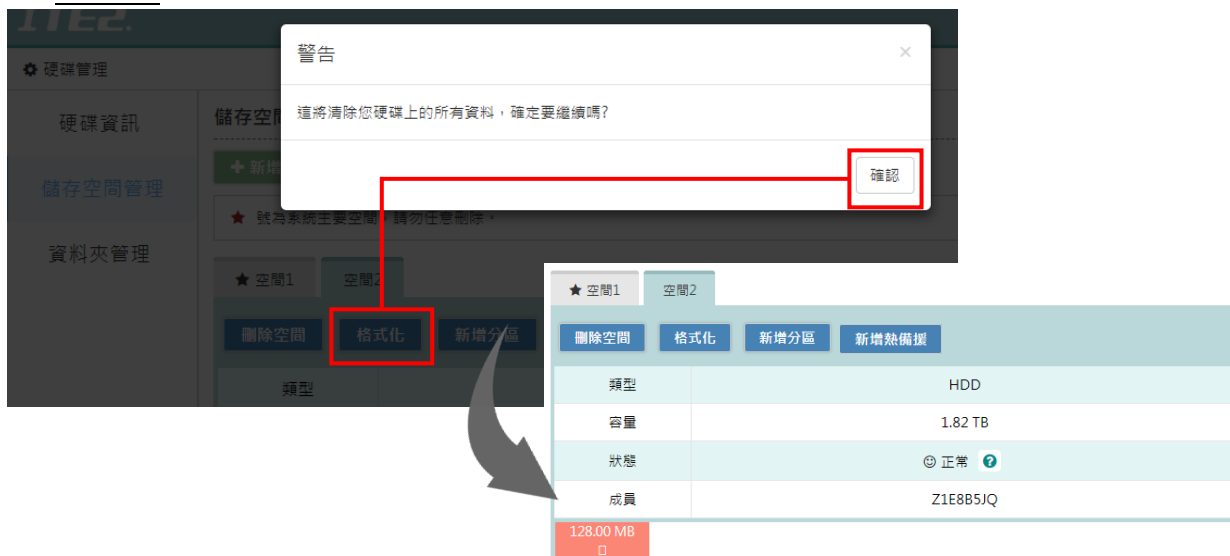 ITE2.
警告
×
硬碟管理
這將清除您硬碟上的所有資料，確定要繼續嗎?
硬碟資訊
儲存空間
確認
儲存空間管理
+ 新增
★ 號為系統主要空間，請勿任意刪除。
資料夾管理
★ 空間1
空間2
刪除空間
格式化
新增分區
類型
★ 空間1
空間2
刪除空間
格式化
新增分區
新增熱備援
類型
HDD
容量
1.82 TB
狀態
☺ 正常 ?
成員
Z1E8B5JQ
128.00 MB